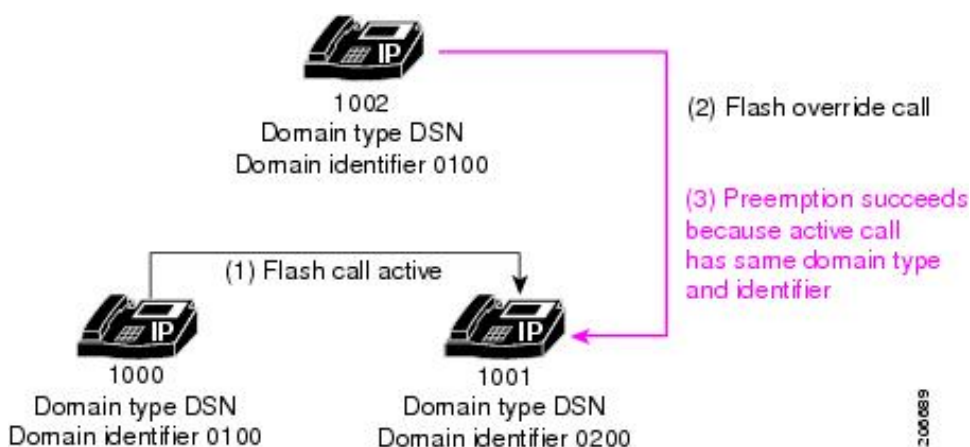 IP
1002
Domain type DSN
Domain identifier 0100
(2) Flash override call
(3) Preemption succeeds
because active call
has same domain type
and identifier
(1) Flash call active
IP
1000
Domain type DSN
Domain identifier 0100
IP
1001
Domain type DSN
Domain identifier 0200
206689